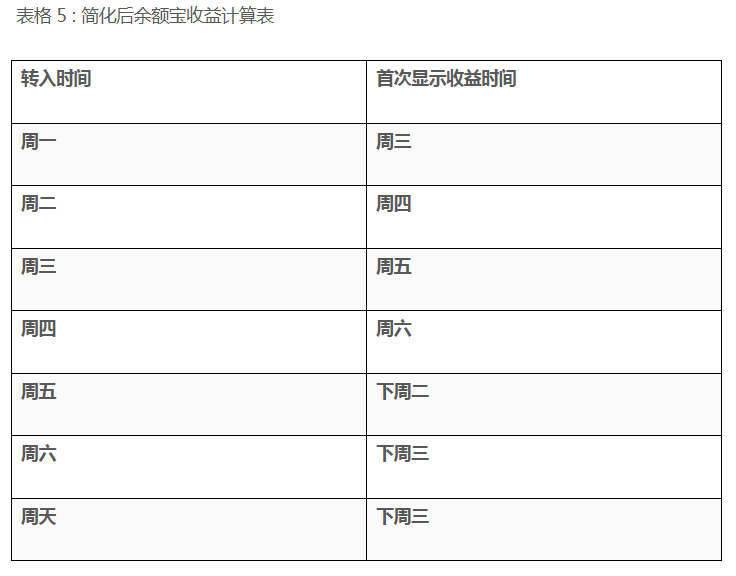 表格 5 : 简化后余额宝收益计算表
转入时间 首次显示收益时间
周一 周三
周二 周四
周三 周五
周四 周六
周五 下周二
周六 下周三
周天 下周三